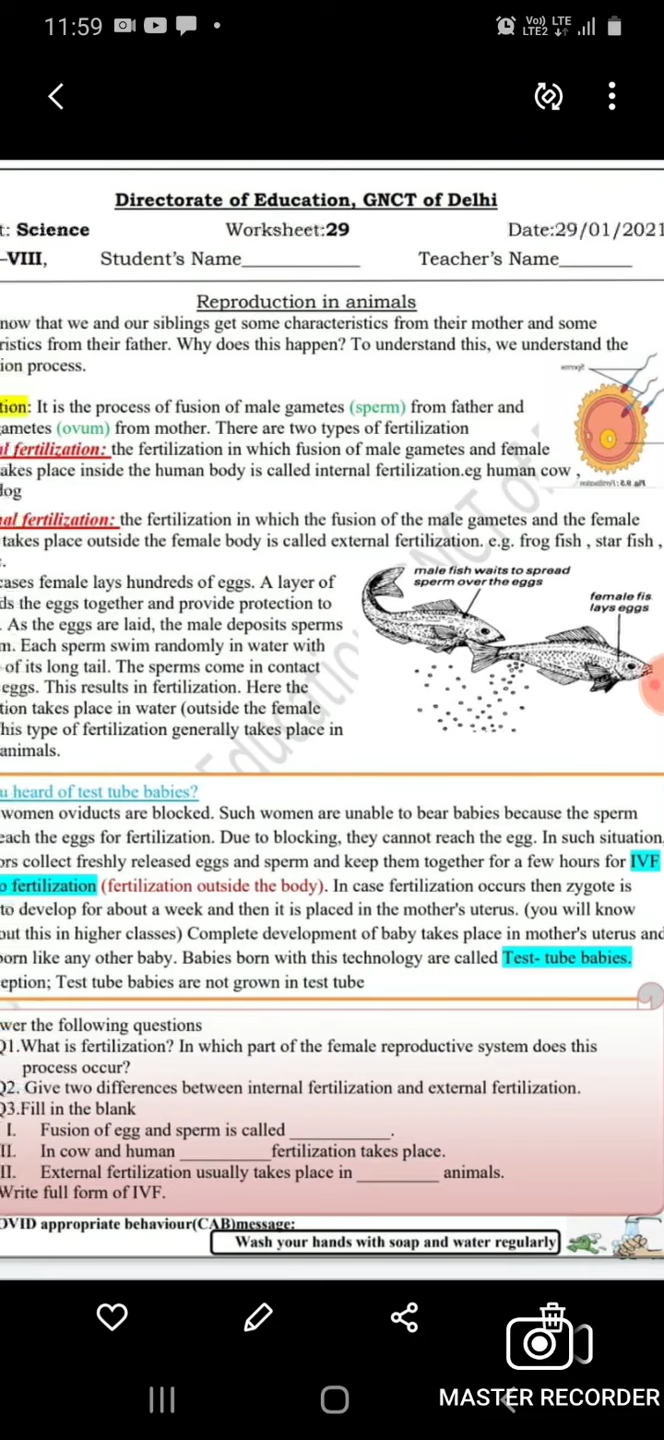 11:59
Vo)) LTE
LTE2
Directorate of Education, GNCT of Delhi
t: Science Worksheet:29 Date:29/01/2021
-VIII, Student's Name____________ Teacher's Name________
Reproduction in animals
now that we and our siblings get some characteristics from their mother and some
ristics from their father. Why does this happen? To understand this, we understand the
ion process.
tion: It is the process of fusion of male gametes (sperm) from father and
ametes (ovum) from mother. There are two types of fertilization
al fertilization: the fertilization in which fusion of male gametes and female
akes place inside the human body is called internal fertilization.eg human cow ,
log
nal fertilization: the fertilization in which the fusion of the male gametes and the female
takes place outside the female body is called external fertilization. e.g. frog fish , star fish ,
:.
cases female lays hundreds of eggs. A layer of
ds the eggs together and provide protection to
. As the eggs are laid, the male deposits sperms
m. Each sperm swim randomly in water with
of its long tail. The sperms come in contact
eggs. This results in fertilization. Here the
tion takes place in water (outside the female
his type of fertilization generally takes place in
animals.
male fish waits to spread
sperm over the eggs
female fis
lays eggs
u heard of test tube babies?
women oviducts are blocked. Such women are unable to bear babies because the sperm
each the eggs for fertilization. Due to blocking, they cannot reach the egg. In such situation,
ors collect freshly released eggs and sperm and keep them together for a few hours for IVF
o fertilization (fertilization outside the body). In case fertilization occurs then zygote is
to develop for about a week and then it is placed in the mother's uterus. (you will know
out this in higher classes) Complete development of baby takes place in mother's uterus and
born like any other baby. Babies born with this technology are called Test- tube babies.
eption; Test tube babies are not grown in test tube
wer the following questions
Q1.What is fertilization? In which part of the female reproductive system does this
process occur?
Q2. Give two differences between internal fertilization and external fertilization.
Q3.Fill in the blank
I. Fusion of egg and sperm is called __________.
II. In cow and human _________fertilization takes place.
II. External fertilization usually takes place in ________ animals.
Write full form of IVF.
OVID appropriate behaviour(CAB)message:
Wash your hands with soap and water regularly
MASTER RECORDER